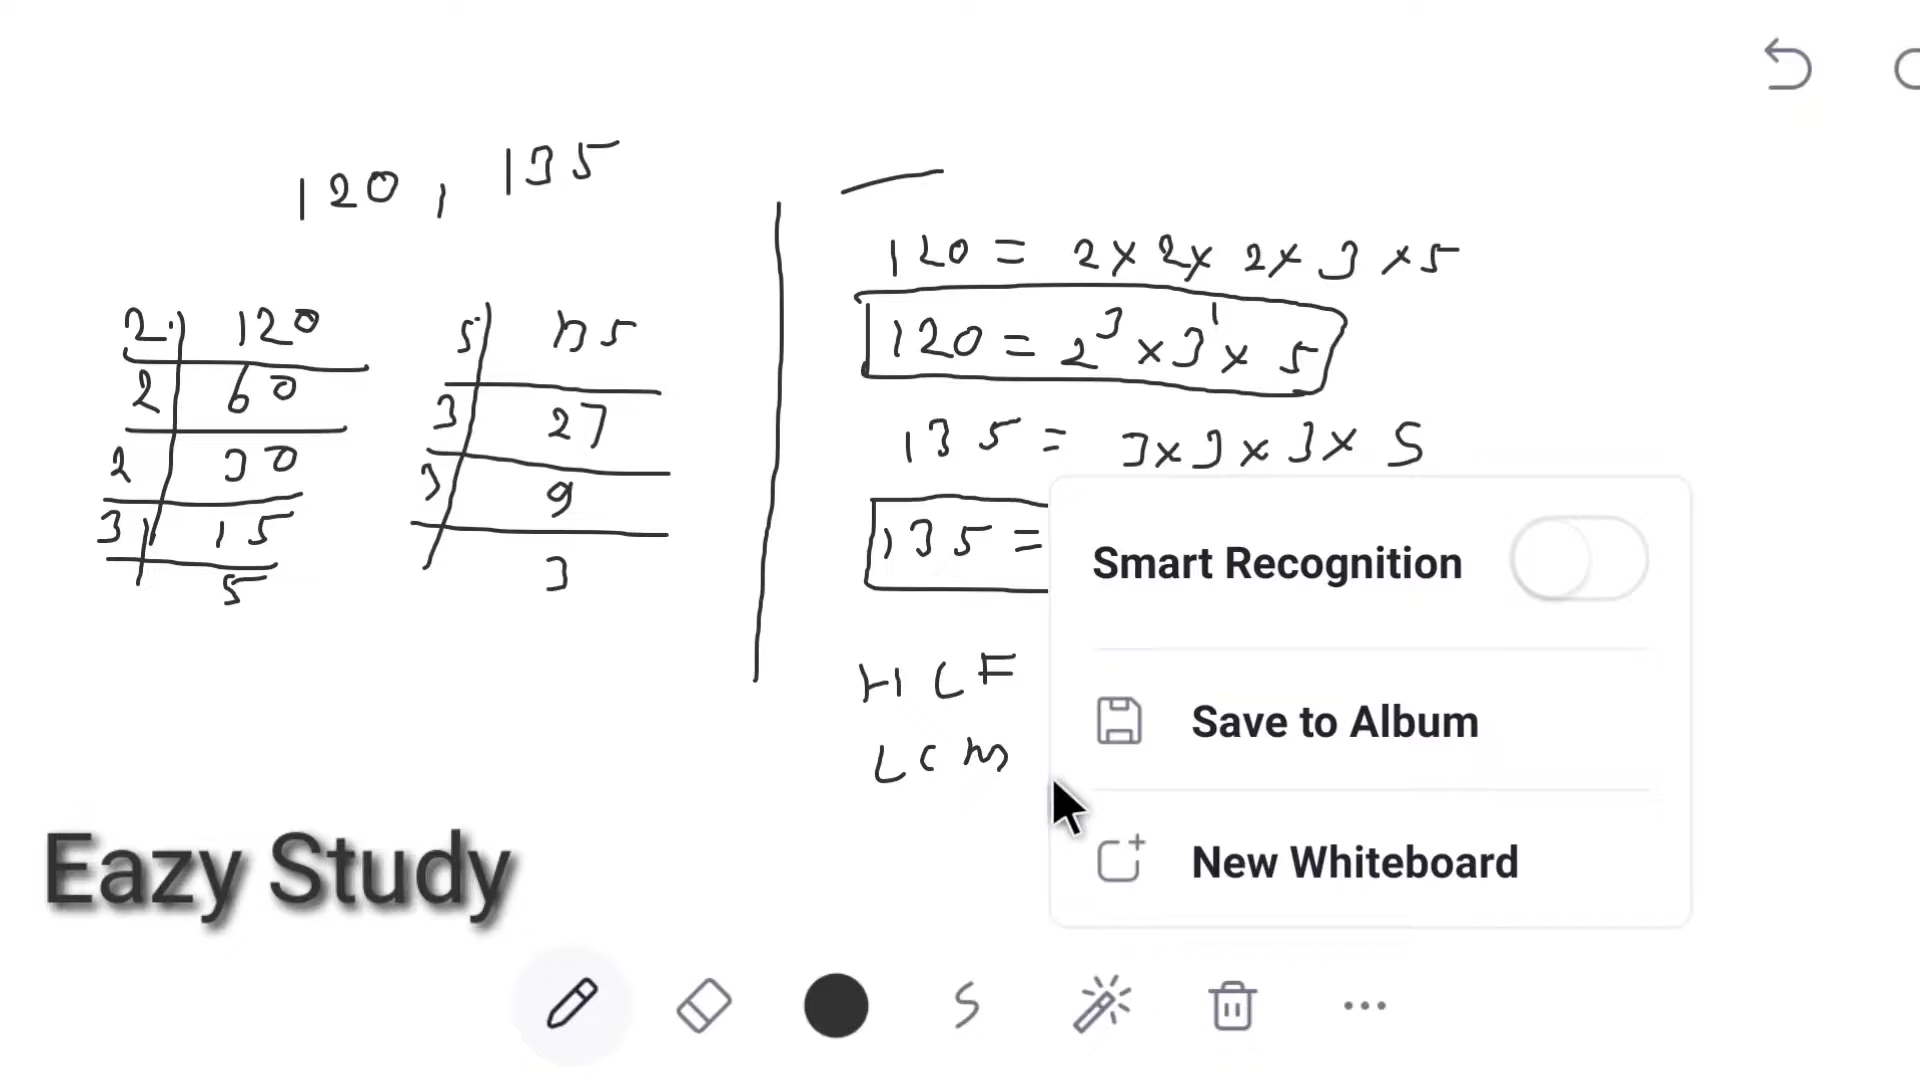 120, 135
2 120
2 60
2 30
3 15
5
5 135
3 27
3 9
3
120 = 2 × 2 × 2 × 3 × 5
120 = 2³ × 3¹ × 5
135 = 3 × 3 × 3 × 5
135 =
HCF
LCM
Smart Recognition
Save to Album
New Whiteboard
Eazy Study